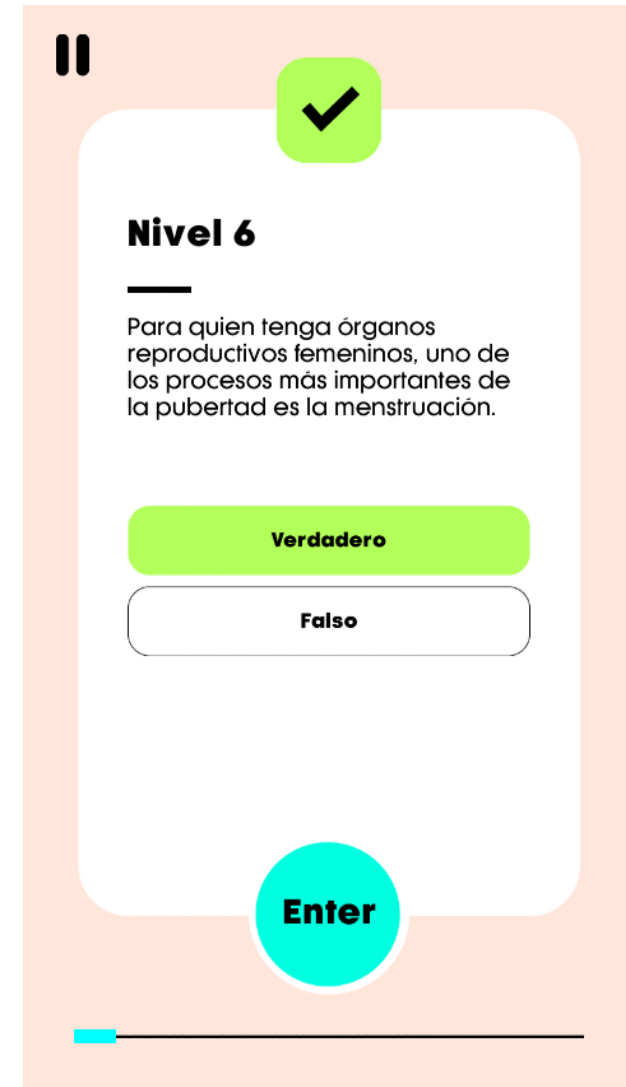 Nivel 6
Para quien tenga órganos
reproductivos femeninos, uno de
los procesos más importantes de
la pubertad es la menstruación.
Verdadero
Falso
Enter